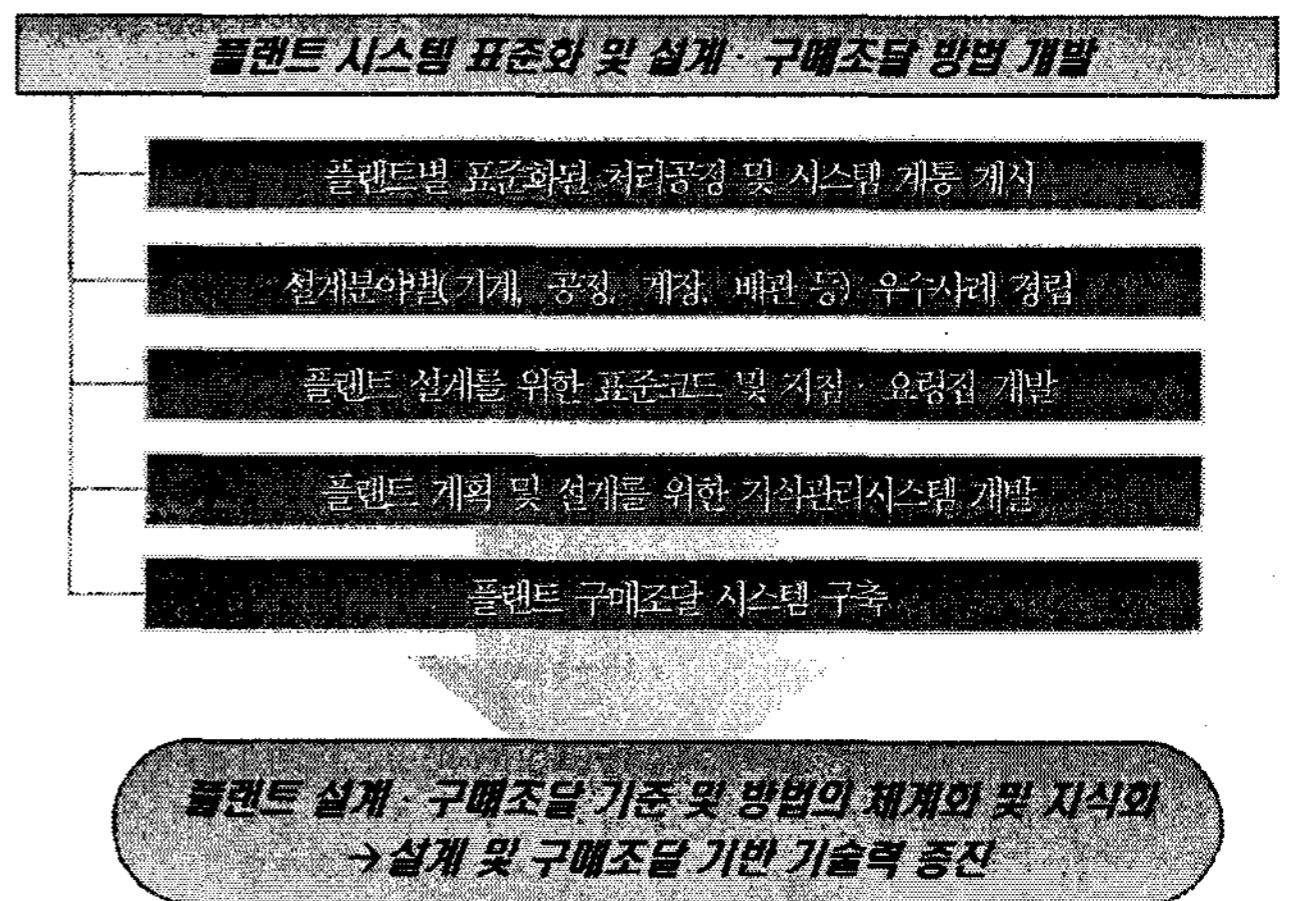 플랜트 시스템 표준화 및 설계 · 구매조달 방법 개발
플랜트별 표준화된 처리공정 및 시스템 계통 제시
설계분야별(기계, 공정, 계장, 배관 등) 우수사례 정립
플랜트 설계를 위한 표준코드 및 지침 · 요령집 개발
플랜트 계획 및 설계를 위한 지식관리시스템 개발
플랜트 구매조달 시스템 구축
플랜트 설계 · 구매조달 기준 및 방법의 체계화 및 지식화
→설계 및 구매조달 기반 기술력 증진